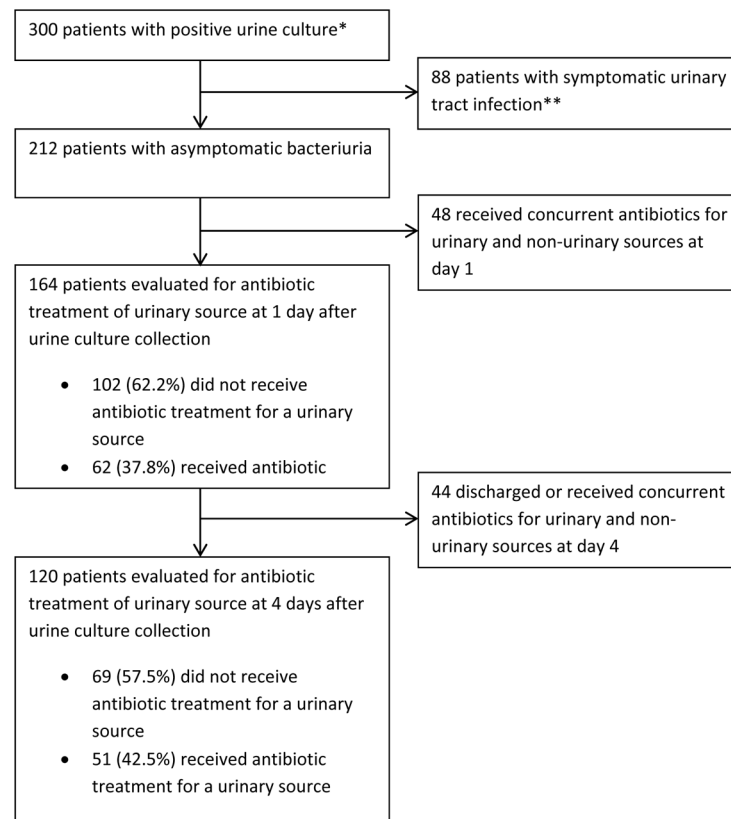 300 patients with positive urine culture*
88 patients with symptomatic urinary
tract infection**
212 patients with asymptomatic bacteriuria
48 received concurrent antibiotics for
urinary and non-urinary sources at
day 1
164 patients evaluated for antibiotic
treatment of urinary source at 1 day after
urine culture collection
• 102 (62.2%) did not receive
antibiotic treatment for a urinary
source
• 62 (37.8%) received antibiotic
44 discharged or received concurrent
antibiotics for urinary and non-
urinary sources at day 4
120 patients evaluated for antibiotic
treatment of urinary source at 4 days after
urine culture collection
• 69 (57.5%) did not receive
antibiotic treatment for a urinary
source
• 51 (42.5%) received antibiotic
treatment for a urinary source